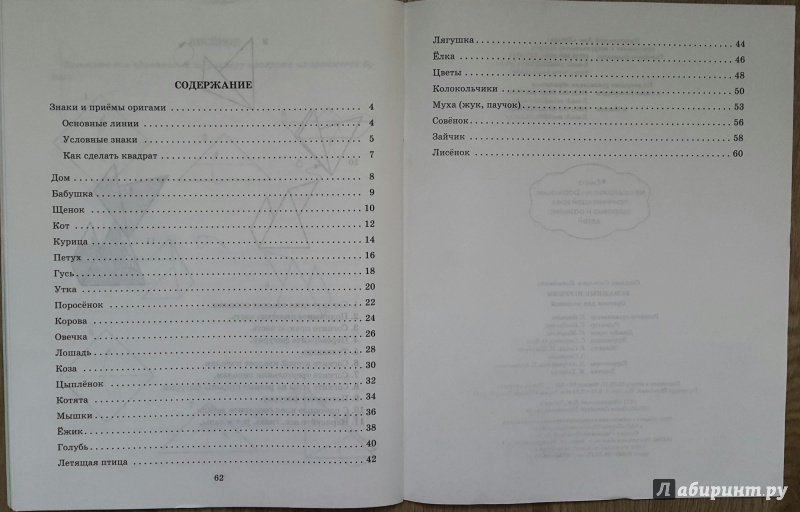 СОДЕРЖАНИЕ
Знаки и приёмы оригами 4
Основные линии 4
Условные знаки 5
Как сделать квадрат 7
Дом 8
Бабушка 9
Щенок 10
Кот 12
Курица 14
Петух 16
Гусь 18
Утка 20
Поросёнок 22
Корова 24
Овечка 26
Лошадь 28
Коза 30
Цыплёнок 32
Котята 34
Мышки 36
Ёжик 38
Голубь 40
Летящая птица 42
62
Лягушка 44
Ёлка 46
Цветы 48
Колокольчики 50
Муха (жук, паучок) 53
Совёнок 56
Зайчик 58
Лисёнок 60
Лабиринт.ру